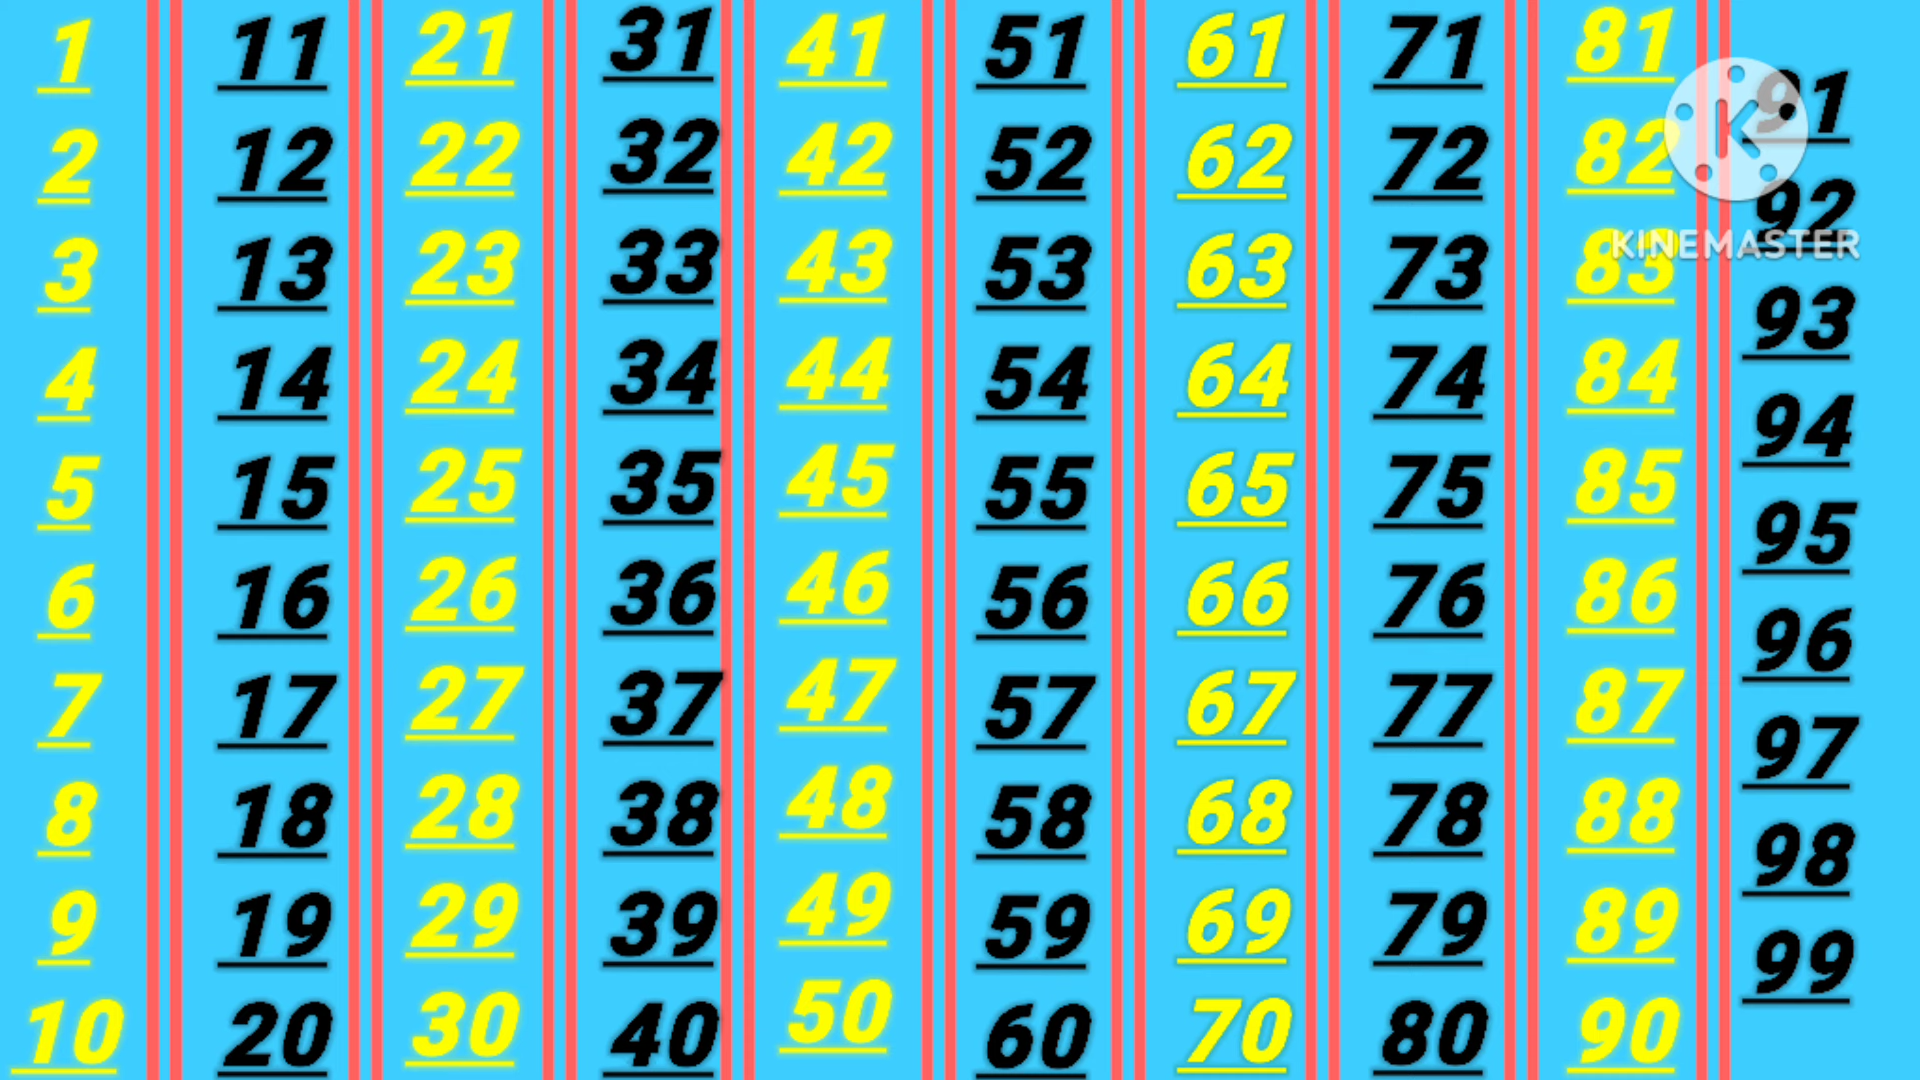 1 11 21 31 41 51 61 71 81 91
2 12 22 32 42 52 62 72 82 92
3 13 23 33 43 53 63 73 83 93
4 14 24 34 44 54 64 74 84 94
5 15 25 35 45 55 65 75 85 95
6 16 26 36 46 56 66 76 86 96
7 17 27 37 47 57 67 77 87 97
8 18 28 38 48 58 68 78 88 98
9 19 29 39 49 59 69 79 89 99
10 20 30 40 50 60 70 80 90
K
KINEMASTER